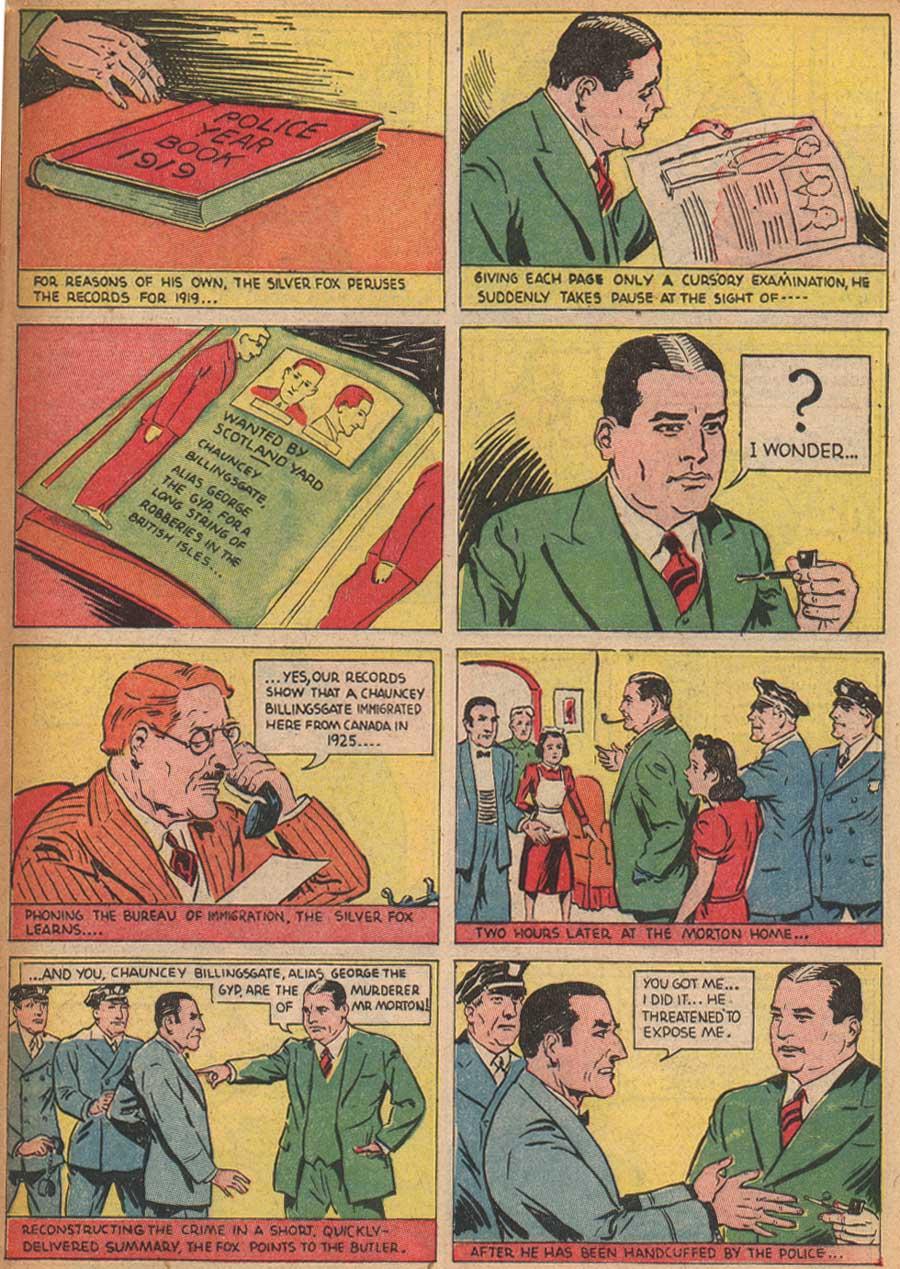 POLICE
YEAR
BOOK
1919
FOR REASONS OF HIS OWN, THE SILVER FOX PERUSES
THE RECORDS FOR 1919...
GIVING EACH PAGE ONLY A CURSORY EXAMINATION, HE
SUDDENLY TAKES PAUSE AT THE SIGHT OF----
WANTED BY
SCOTLAND YARD
CHAUNCEY
BILLINGSGATE,
ALIAS GEORGE
THE GYP, FOR A
LONG STRING OF
ROBBERIES IN THE
BRITISH ISLES...
?
I WONDER...
...YES, OUR RECORDS
SHOW THAT A CHAUNCEY
BILLINGSGATE IMMIGRATED
HERE FROM CANADA IN
1925....
PHONING THE BUREAU OF IMMIGRATION, THE SILVER FOX
LEARNS....
TWO HOURS LATER AT THE MORTON HOME...
...AND YOU, CHAUNCEY BILLINGSGATE, ALIAS GEORGE THE
GYP, ARE THE MURDERER
OF MR MORTON!
RECONSTRUCTING THE CRIME IN A SHORT, QUICKLY-
DELIVERED SUMMARY, THE FOX POINTS TO THE BUTLER.
YOU GOT ME...
I DID IT... HE
THREATENED TO
EXPOSE ME.
AFTER HE HAS BEEN HANDCUFFED BY THE POLICE...